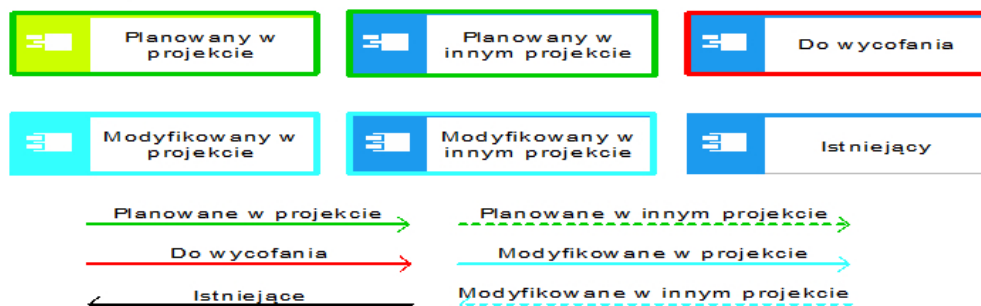 Planowany w
projekcie
Planowany w
innym projekcie
Do wycofania
Modyfikowany w
projekcie
Modyfikowany w
innym projekcie
Istniejący
Planowane w projekcie
Planowane w innym projekcie
Do wycofania
Modyfikowane w projekcie
Istniejące
Modyfikowane w innym projekcie